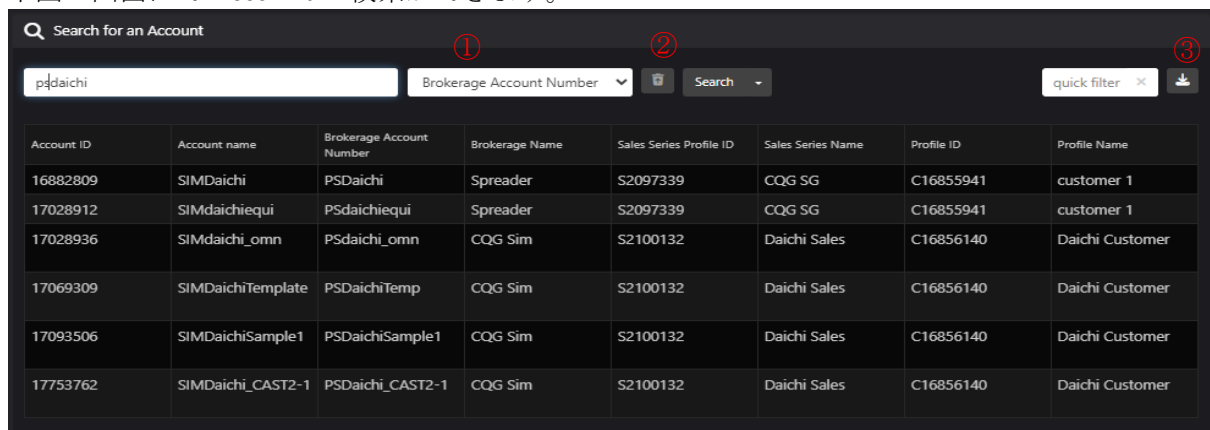 Search for an Account
① ② ③
psdaichi Brokerage Account Number Search quick filter ×
Account ID Account name Brokerage Account Number Brokerage Name Sales Series Profile ID Sales Series Name Profile ID Profile Name
16882809 SIMDaichi PSDaichi Spreader S2097339 CQG SG C16855941 customer 1
17028912 SIMdaichiequi PSdaichiequi Spreader S2097339 CQG SG C16855941 customer 1
17028936 SIMdaichi_omn PSdaichi_omn CQG Sim S2100132 Daichi Sales C16856140 Daichi Customer
17069309 SIMDaichiTemplate PSDaichiTemp CQG Sim S2100132 Daichi Sales C16856140 Daichi Customer
17093506 SIMDaichiSample1 PSDaichiSample1 CQG Sim S2100132 Daichi Sales C16856140 Daichi Customer
17753762 SIMDaichi_CAST2-1 PSDaichi_CAST2-1 CQG Sim S2100132 Daichi Sales C16856140 Daichi Customer